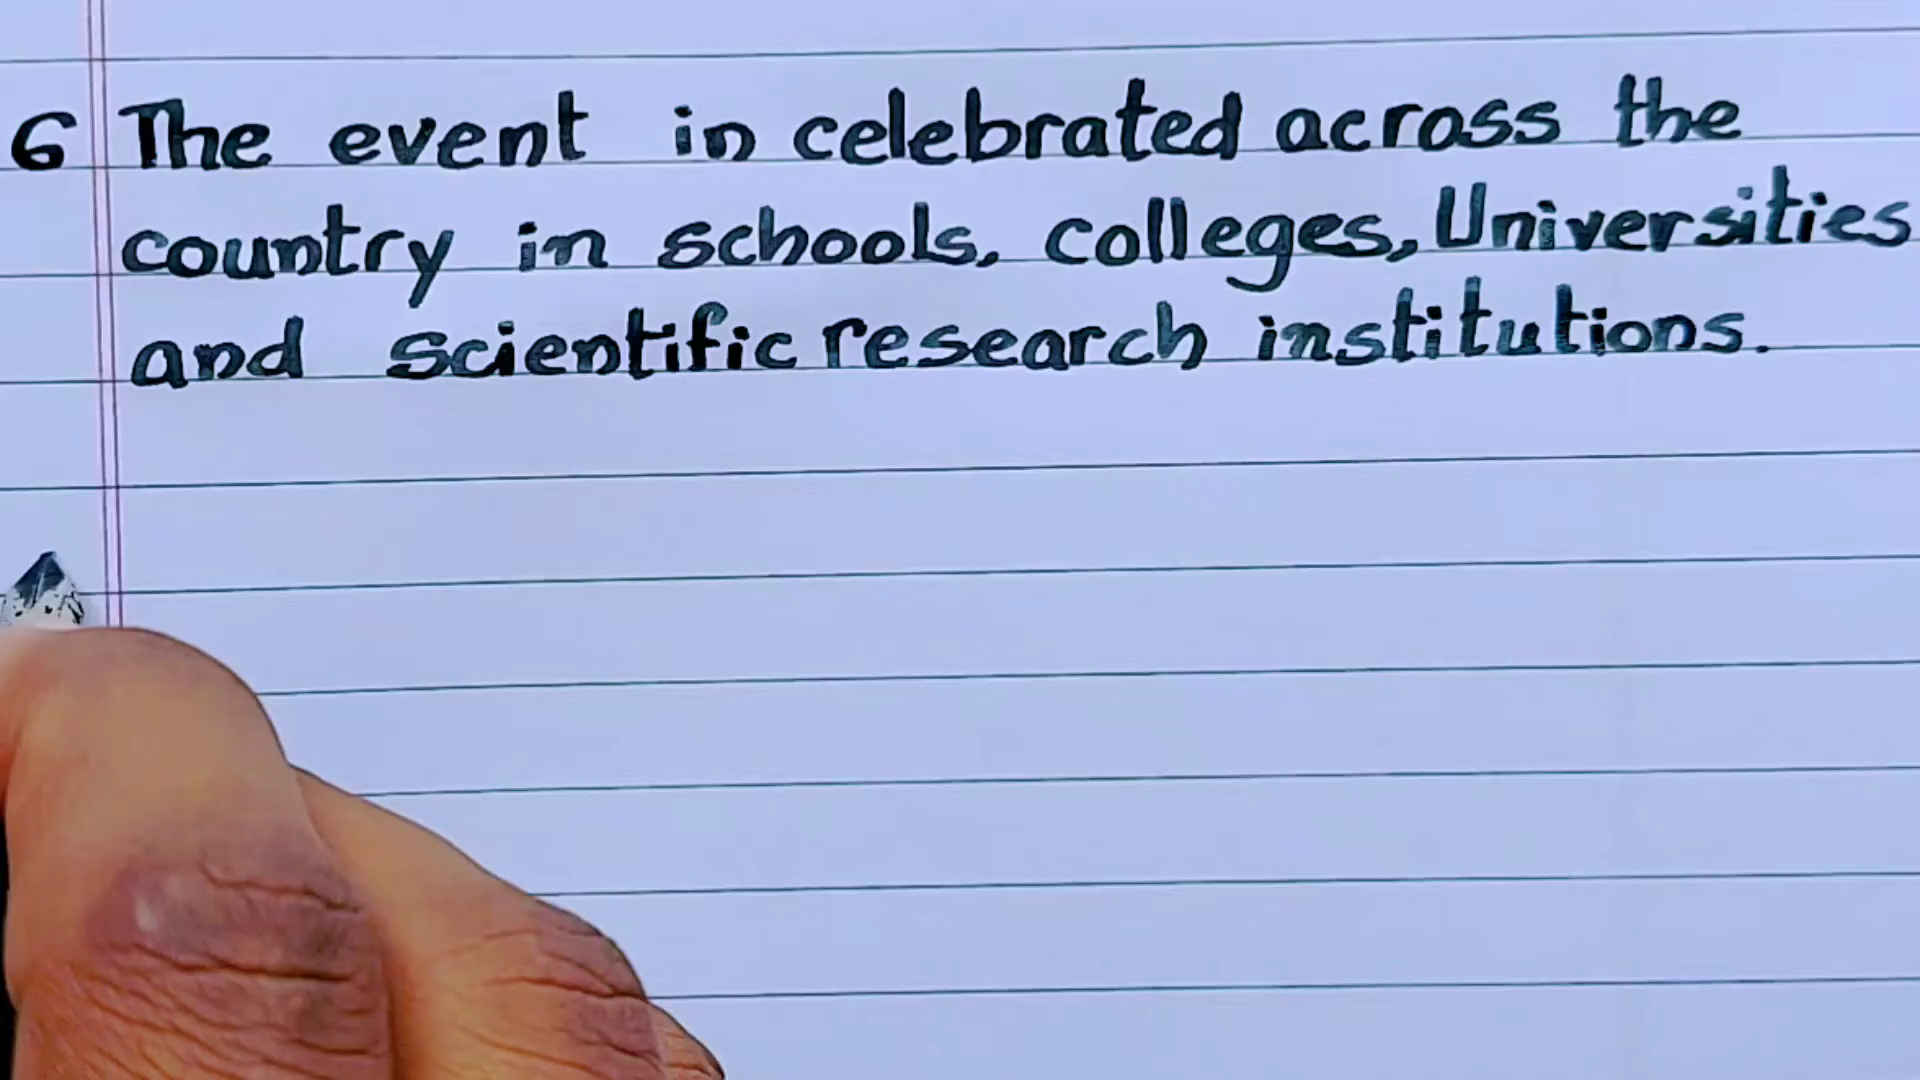 6 The event in celebrated across the
country in schools, colleges, Universities
and scientific research institutions.